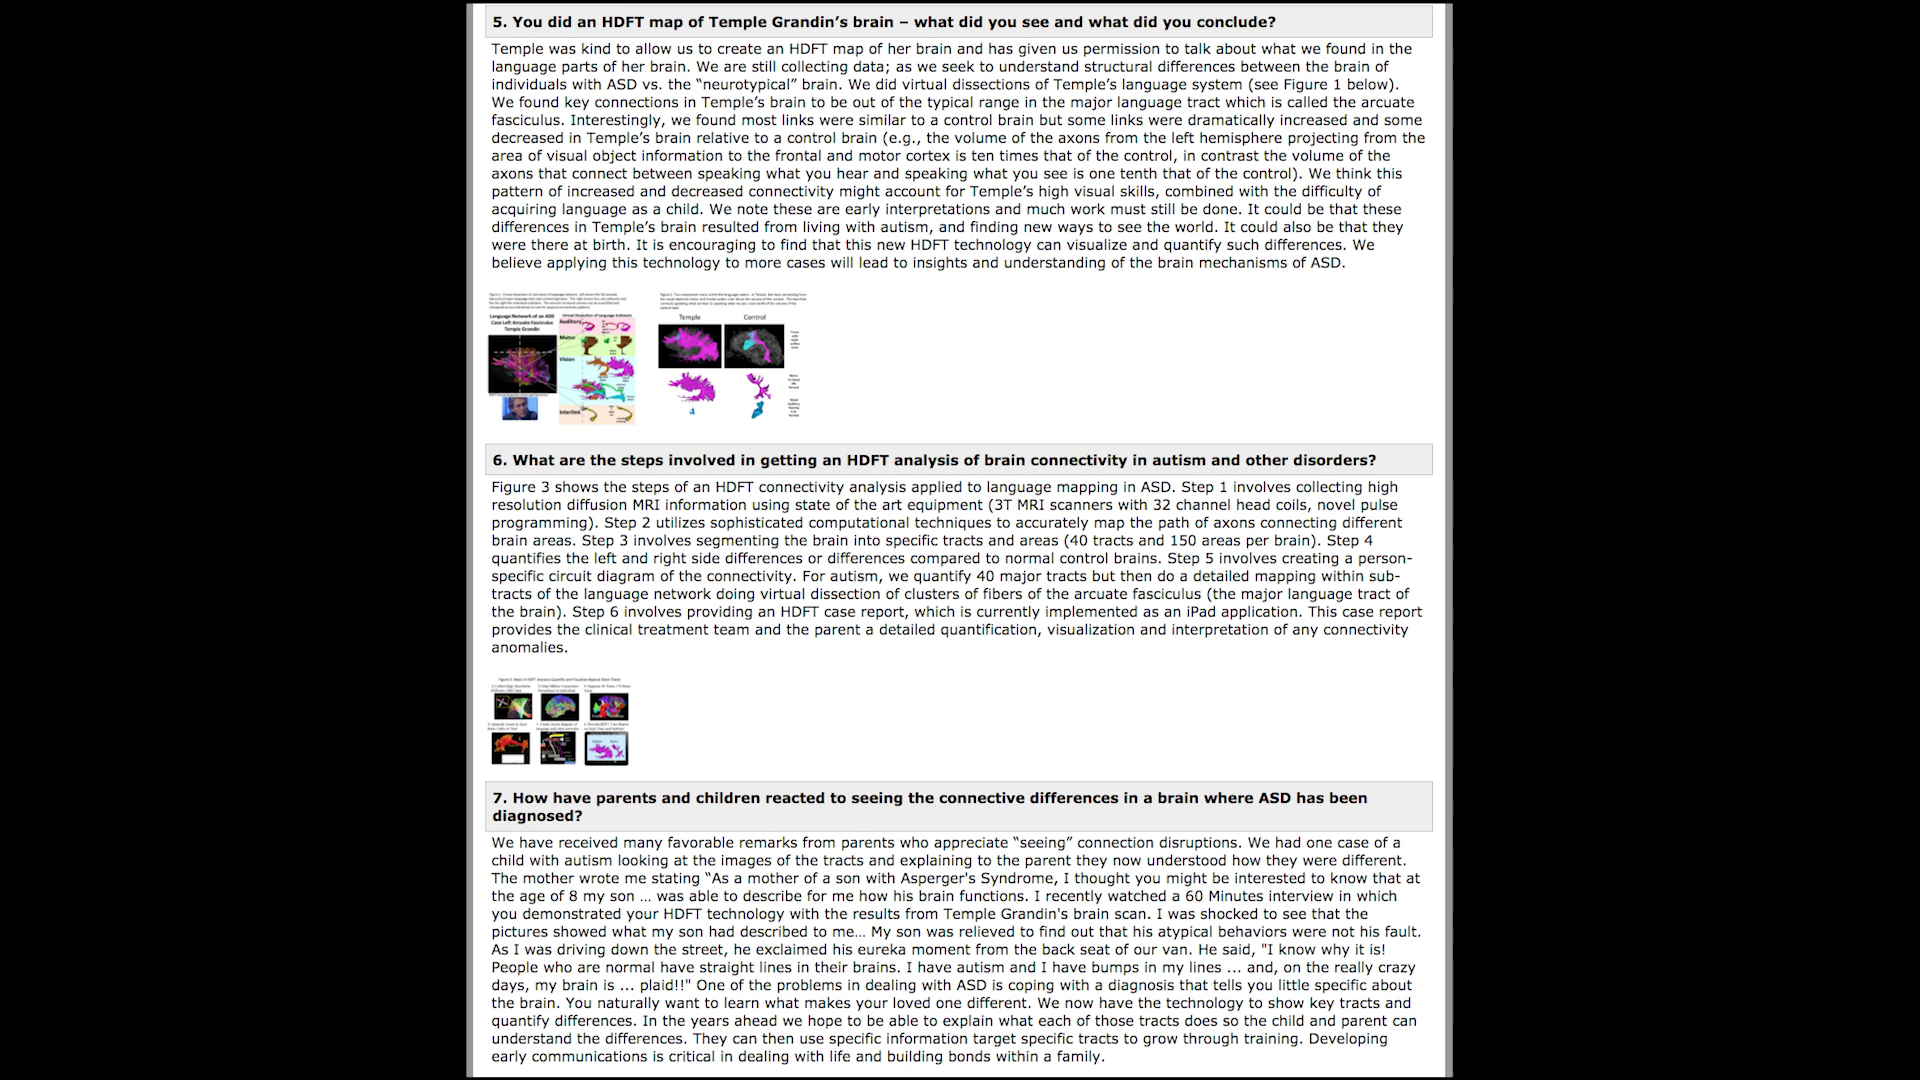 5. You did an HDFT map of Temple Grandin’s brain – what did you see and what did you conclude?
Temple was kind to allow us to create an HDFT map of her brain and has given us permission to talk about what we found in the
language parts of her brain. We are still collecting data; as we seek to understand structural differences between the brain of
individuals with ASD vs. the “neurotypical” brain. We did virtual dissections of Temple’s language system (see Figure 1 below).
We found key connections in Temple’s brain to be out of the typical range in the major language tract which is called the arcuate
fasciculus. Interestingly, we found most links were similar to a control brain but some links were dramatically increased and some
decreased in Temple’s brain relative to a control brain (e.g., the volume of the axons from the left hemisphere projecting from the
area of visual object information to the frontal and motor cortex is ten times that of the control, in contrast the volume of the
axons that connect between speaking what you hear and speaking what you see is one tenth that of the control). We think this
pattern of increased and decreased connectivity might account for Temple’s high visual skills, combined with the difficulty of
acquiring language as a child. We note these are early interpretations and much work must still be done. It could be that these
differences in Temple’s brain resulted from living with autism, and finding new ways to see the world. It could also be that they
were there at birth. It is encouraging to find that this new HDFT technology can visualize and quantify such differences. We
believe applying this technology to more cases will lead to insights and understanding of the brain mechanisms of ASD.
Language Network of an ASD
Case Left Arcuate Fasciculus
Temple Grandin
Virtual Dissection of Language Subtracts
Auditory
Motor
Vision
Interlink
Temple
Control
6. What are the steps involved in getting an HDFT analysis of brain connectivity in autism and other disorders?
Figure 3 shows the steps of an HDFT connectivity analysis applied to language mapping in ASD. Step 1 involves collecting high
resolution diffusion MRI information using state of the art equipment (3T MRI scanners with 32 channel head coils, novel pulse
programming). Step 2 utilizes sophisticated computational techniques to accurately map the path of axons connecting different
brain areas. Step 3 involves segmenting the brain into specific tracts and areas (40 tracts and 150 areas per brain). Step 4
quantifies the left and right side differences or differences compared to normal control brains. Step 5 involves creating a person-
specific circuit diagram of the connectivity. For autism, we quantify 40 major tracts but then do a detailed mapping within sub-
tracts of the language network doing virtual dissection of clusters of fibers of the arcuate fasciculus (the major language tract of
the brain). Step 6 involves providing an HDFT case report, which is currently implemented as an iPad application. This case report
provides the clinical treatment team and the parent a detailed quantification, visualization and interpretation of any connectivity
anomalies.
7. How have parents and children reacted to seeing the connective differences in a brain where ASD has been
diagnosed?
We have received many favorable remarks from parents who appreciate “seeing” connection disruptions. We had one case of a
child with autism looking at the images of the tracts and explaining to the parent they now understood how they were different.
The mother wrote me stating “As a mother of a son with Asperger's Syndrome, I thought you might be interested to know that at
the age of 8 my son ... was able to describe for me how his brain functions. I recently watched a 60 Minutes interview in which
you demonstrated your HDFT technology with the results from Temple Grandin's brain scan. I was shocked to see that the
pictures showed what my son had described to me… My son was relieved to find out that his atypical behaviors were not his fault.
As I was driving down the street, he exclaimed his eureka moment from the back seat of our van. He said, "I know why it is!
People who are normal have straight lines in their brains. I have autism and I have bumps in my lines ... and, on the really crazy
days, my brain is ... plaid!!" One of the problems in dealing with ASD is coping with a diagnosis that tells you little specific about
the brain. You naturally want to learn what makes your loved one different. We now have the technology to show key tracts and
quantify differences. In the years ahead we hope to be able to explain what each of those tracts does so the child and parent can
understand the differences. They can then use specific information target specific tracts to grow through training. Developing
early communications is critical in dealing with life and building bonds within a family.